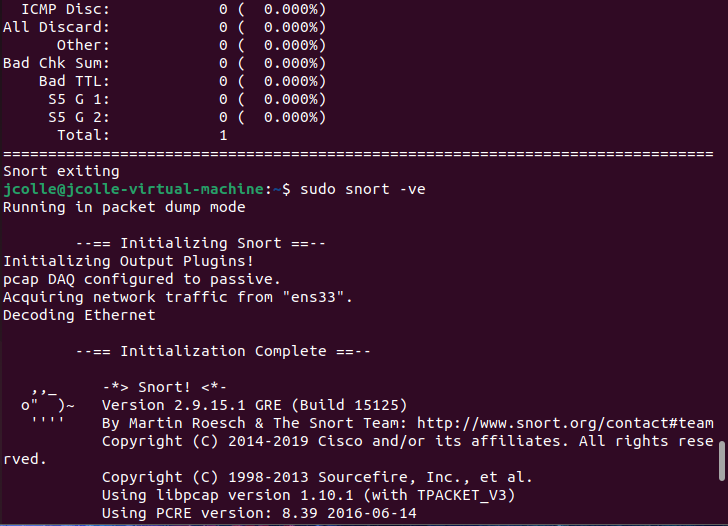 ICMP Disc:            0 (  0.000%)
All Discard:            0 (  0.000%)
Other:            0 (  0.000%)
Bad Chk Sum:            0 (  0.000%)
Bad TTL:            0 (  0.000%)
S5 G 1:            0 (  0.000%)
S5 G 2:            0 (  0.000%)
Total:            1
===============================================================================
Snort exiting
jcolle@jcolle-virtual-machine:~$ sudo snort -ve
Running in packet dump mode
--== Initializing Snort ==--
Initializing Output Plugins!
pcap DAQ configured to passive.
Acquiring network traffic from "ens33".
Decoding Ethernet
--== Initialization Complete ==--
,,_     -*> Snort! <*-
o"  )~   Version 2.9.15.1 GRE (Build 15125)
''''    By Martin Roesch & The Snort Team: http://www.snort.org/contact#team
Copyright (C) 2014-2019 Cisco and/or its affiliates. All rights rese
rved.
Copyright (C) 1998-2013 Sourcefire, Inc., et al.
Using libpcap version 1.10.1 (with TPACKET_V3)
Using PCRE version: 8.39 2016-06-14